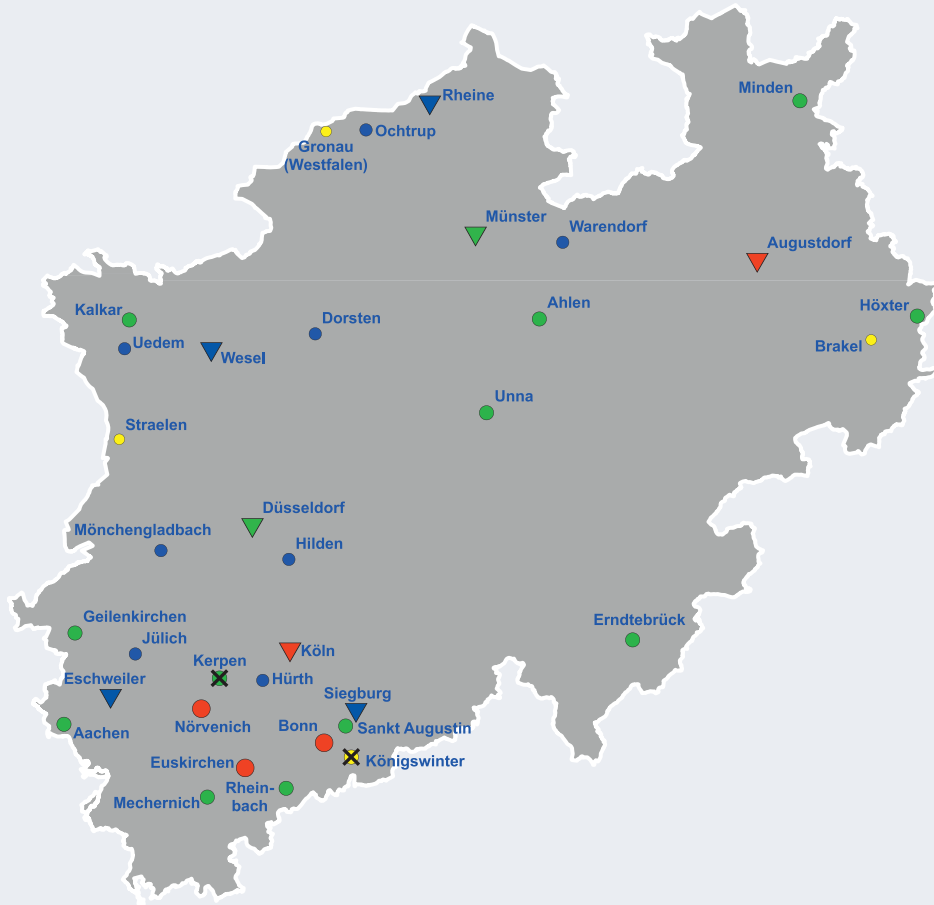 Minden
Rheine
Ochtrup
Gronau
(Westfalen)
Münster
Warendorf
Augustdorf
Kalkar
Ahlen
Höxter
Dorsten
Uedem
Brakel
Wesel
Unna
Straelen
Düsseldorf
Mönchengladbach
Hilden
Geilenkirchen
Erndtebrück
Jülich
Köln
Kerpen
Eschweiler
Hürth
Siegburg
Nörvenich
Bonn
Sankt Augustin
Aachen
Euskirchen
Königswinter
Rhein-
bach
Mechernich